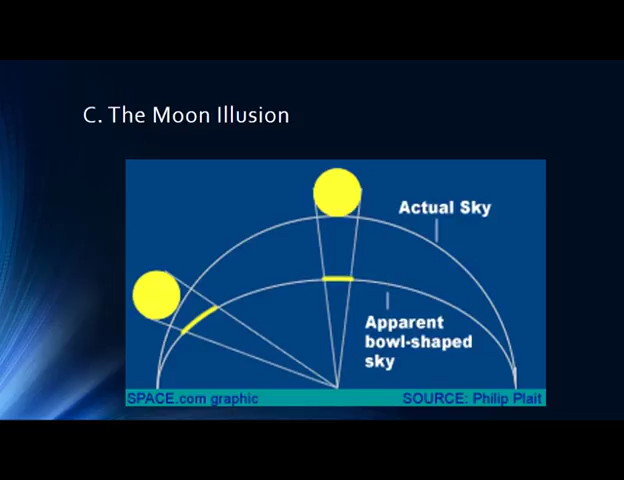 C. The Moon Illusion
Actual Sky
Apparent
bowl-shaped
sky
SPACE.com graphic
SOURCE: Philip Plait